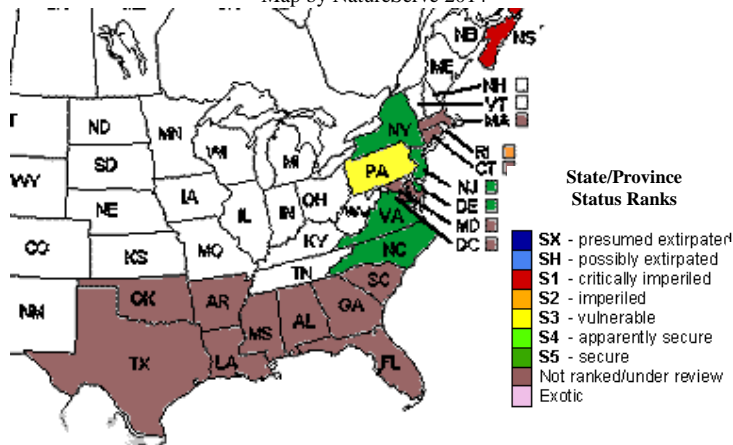 Map by NatureServe 2014
NB
NS
ME
NH
VT
MA
NY
RI
CT
NJ
DE
MD
DC
ND
MN
SD
WI
MI
PA
WY
NE
IA
IL
IN
OH
VA
CO
KS
MO
KY
NC
TN
NM
OK
AR
SC
MS
AL
GA
TX
LA
FL
State/Province
Status Ranks
SX - presumed extirpated
SH - possibly extirpated
S1 - critically imperiled
S2 - imperiled
S3 - vulnerable
S4 - apparently secure
S5 - secure
Not ranked/under review
Exotic